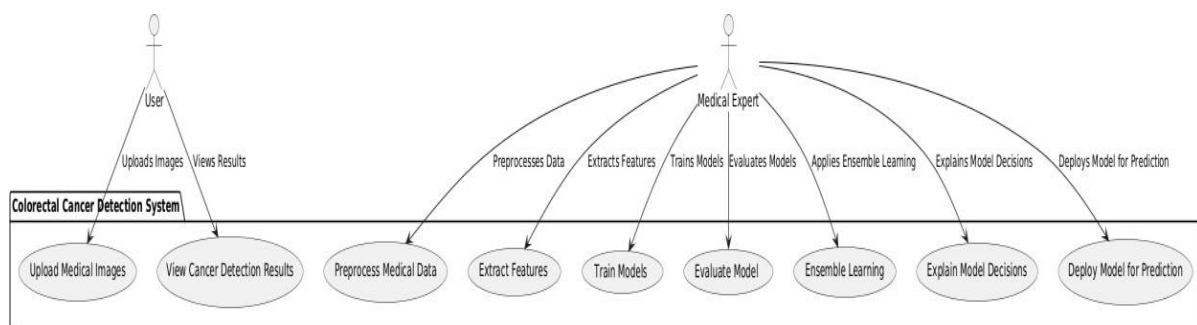 User
Medical Expert
Uploads Images
Views Results
Preprocesses Data
Extracts Features
Trains Models
Evaluates Models
Applies Ensemble Learning
Explains Model Decisions
Deploys Model for Prediction
Colorectal Cancer Detection System
Upload Medical Images
View Cancer Detection Results
Preprocess Medical Data
Extract Features
Train Models
Evaluate Model
Ensemble Learning
Explain Model Decisions
Deploy Model for Prediction